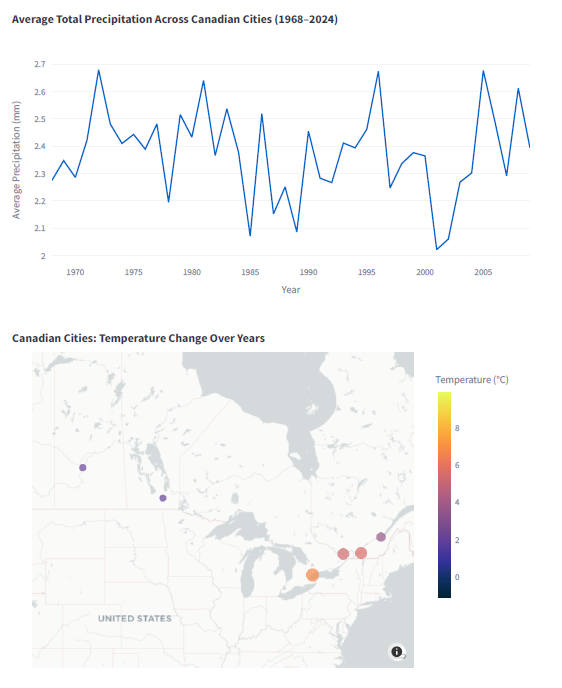 Average Total Precipitation Across Canadian Cities (1968–2024)
2.7
2.6
2.5
2.4
2.3
2.2
2.1
2
Average Precipitation (mm)
1970 1975 1980 1985 1990 1995 2000 2005
Year
Canadian Cities: Temperature Change Over Years
Temperature (°C)
8
6
4
2
0
UNITED STATES